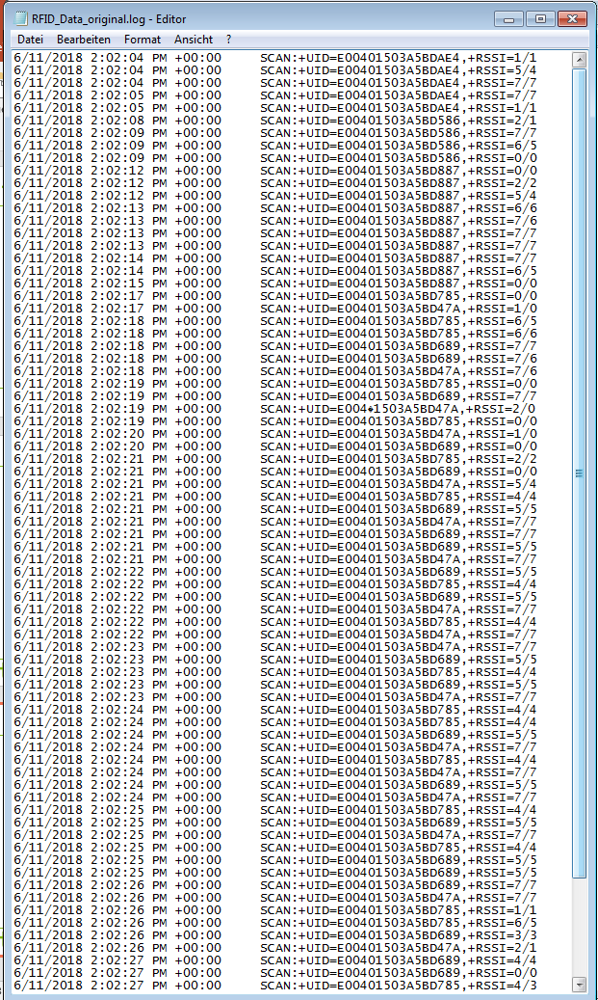 RFID_Data_original.log - Editor
Datei Bearbeiten Format Ansicht ?
6/11/2018 2:02:04 PM +00:00 SCAN:+UID=E00401503A5BDAE4,+RSSI=1/1
6/11/2018 2:02:04 PM +00:00 SCAN:+UID=E00401503A5BDAE4,+RSSI=5/4
6/11/2018 2:02:04 PM +00:00 SCAN:+UID=E00401503A5BDAE4,+RSSI=7/7
6/11/2018 2:02:05 PM +00:00 SCAN:+UID=E00401503A5BDAE4,+RSSI=7/7
6/11/2018 2:02:05 PM +00:00 SCAN:+UID=E00401503A5BDAE4,+RSSI=1/1
6/11/2018 2:02:08 PM +00:00 SCAN:+UID=E00401503A5BD586,+RSSI=2/1
6/11/2018 2:02:09 PM +00:00 SCAN:+UID=E00401503A5BD586,+RSSI=7/7
6/11/2018 2:02:09 PM +00:00 SCAN:+UID=E00401503A5BD586,+RSSI=6/5
6/11/2018 2:02:09 PM +00:00 SCAN:+UID=E00401503A5BD586,+RSSI=0/0
6/11/2018 2:02:12 PM +00:00 SCAN:+UID=E00401503A5BD887,+RSSI=0/0
6/11/2018 2:02:12 PM +00:00 SCAN:+UID=E00401503A5BD887,+RSSI=2/2
6/11/2018 2:02:12 PM +00:00 SCAN:+UID=E00401503A5BD887,+RSSI=5/4
6/11/2018 2:02:13 PM +00:00 SCAN:+UID=E00401503A5BD887,+RSSI=6/6
6/11/2018 2:02:13 PM +00:00 SCAN:+UID=E00401503A5BD887,+RSSI=7/6
6/11/2018 2:02:13 PM +00:00 SCAN:+UID=E00401503A5BD887,+RSSI=7/7
6/11/2018 2:02:13 PM +00:00 SCAN:+UID=E00401503A5BD887,+RSSI=7/7
6/11/2018 2:02:14 PM +00:00 SCAN:+UID=E00401503A5BD887,+RSSI=7/7
6/11/2018 2:02:14 PM +00:00 SCAN:+UID=E00401503A5BD887,+RSSI=6/5
6/11/2018 2:02:15 PM +00:00 SCAN:+UID=E00401503A5BD887,+RSSI=0/0
6/11/2018 2:02:17 PM +00:00 SCAN:+UID=E00401503A5BD785,+RSSI=0/0
6/11/2018 2:02:17 PM +00:00 SCAN:+UID=E00401503A5BD47A,+RSSI=1/0
6/11/2018 2:02:18 PM +00:00 SCAN:+UID=E00401503A5BD785,+RSSI=6/5
6/11/2018 2:02:18 PM +00:00 SCAN:+UID=E00401503A5BD785,+RSSI=6/6
6/11/2018 2:02:18 PM +00:00 SCAN:+UID=E00401503A5BD689,+RSSI=7/7
6/11/2018 2:02:18 PM +00:00 SCAN:+UID=E00401503A5BD689,+RSSI=7/6
6/11/2018 2:02:18 PM +00:00 SCAN:+UID=E00401503A5BD47A,+RSSI=7/6
6/11/2018 2:02:19 PM +00:00 SCAN:+UID=E00401503A5BD785,+RSSI=0/0
6/11/2018 2:02:19 PM +00:00 SCAN:+UID=E00401503A5BD689,+RSSI=7/7
6/11/2018 2:02:19 PM +00:00 SCAN:+UID=E004♦1503A5BD47A,+RSSI=2/0
6/11/2018 2:02:19 PM +00:00 SCAN:+UID=E00401503A5BD785,+RSSI=0/0
6/11/2018 2:02:20 PM +00:00 SCAN:+UID=E00401503A5BD47A,+RSSI=1/0
6/11/2018 2:02:20 PM +00:00 SCAN:+UID=E00401503A5BD689,+RSSI=0/0
6/11/2018 2:02:21 PM +00:00 SCAN:+UID=E00401503A5BD785,+RSSI=2/2
6/11/2018 2:02:21 PM +00:00 SCAN:+UID=E00401503A5BD689,+RSSI=0/0
6/11/2018 2:02:21 PM +00:00 SCAN:+UID=E00401503A5BD47A,+RSSI=5/4
6/11/2018 2:02:21 PM +00:00 SCAN:+UID=E00401503A5BD785,+RSSI=4/4
6/11/2018 2:02:21 PM +00:00 SCAN:+UID=E00401503A5BD689,+RSSI=5/5
6/11/2018 2:02:21 PM +00:00 SCAN:+UID=E00401503A5BD47A,+RSSI=7/7
6/11/2018 2:02:21 PM +00:00 SCAN:+UID=E00401503A5BD47A,+RSSI=7/7
6/11/2018 2:02:21 PM +00:00 SCAN:+UID=E00401503A5BD689,+RSSI=5/5
6/11/2018 2:02:21 PM +00:00 SCAN:+UID=E00401503A5BD47A,+RSSI=7/7
6/11/2018 2:02:22 PM +00:00 SCAN:+UID=E00401503A5BD689,+RSSI=5/5
6/11/2018 2:02:22 PM +00:00 SCAN:+UID=E00401503A5BD785,+RSSI=4/4
6/11/2018 2:02:22 PM +00:00 SCAN:+UID=E00401503A5BD689,+RSSI=5/5
6/11/2018 2:02:22 PM +00:00 SCAN:+UID=E00401503A5BD47A,+RSSI=7/7
6/11/2018 2:02:22 PM +00:00 SCAN:+UID=E00401503A5BD785,+RSSI=4/4
6/11/2018 2:02:22 PM +00:00 SCAN:+UID=E00401503A5BD47A,+RSSI=7/7
6/11/2018 2:02:23 PM +00:00 SCAN:+UID=E00401503A5BD47A,+RSSI=7/7
6/11/2018 2:02:23 PM +00:00 SCAN:+UID=E00401503A5BD689,+RSSI=5/5
6/11/2018 2:02:23 PM +00:00 SCAN:+UID=E00401503A5BD785,+RSSI=4/4
6/11/2018 2:02:23 PM +00:00 SCAN:+UID=E00401503A5BD689,+RSSI=5/5
6/11/2018 2:02:23 PM +00:00 SCAN:+UID=E00401503A5BD47A,+RSSI=7/7
6/11/2018 2:02:24 PM +00:00 SCAN:+UID=E00401503A5BD785,+RSSI=4/4
6/11/2018 2:02:24 PM +00:00 SCAN:+UID=E00401503A5BD785,+RSSI=4/4
6/11/2018 2:02:24 PM +00:00 SCAN:+UID=E00401503A5BD689,+RSSI=5/5
6/11/2018 2:02:24 PM +00:00 SCAN:+UID=E00401503A5BD47A,+RSSI=7/7
6/11/2018 2:02:24 PM +00:00 SCAN:+UID=E00401503A5BD785,+RSSI=4/4
6/11/2018 2:02:24 PM +00:00 SCAN:+UID=E00401503A5BD47A,+RSSI=7/7
6/11/2018 2:02:24 PM +00:00 SCAN:+UID=E00401503A5BD689,+RSSI=5/5
6/11/2018 2:02:24 PM +00:00 SCAN:+UID=E00401503A5BD47A,+RSSI=7/7
6/11/2018 2:02:25 PM +00:00 SCAN:+UID=E00401503A5BD785,+RSSI=4/4
6/11/2018 2:02:25 PM +00:00 SCAN:+UID=E00401503A5BD689,+RSSI=5/5
6/11/2018 2:02:25 PM +00:00 SCAN:+UID=E00401503A5BD47A,+RSSI=7/7
6/11/2018 2:02:25 PM +00:00 SCAN:+UID=E00401503A5BD785,+RSSI=4/4
6/11/2018 2:02:25 PM +00:00 SCAN:+UID=E00401503A5BD689,+RSSI=5/5
6/11/2018 2:02:25 PM +00:00 SCAN:+UID=E00401503A5BD689,+RSSI=5/5
6/11/2018 2:02:26 PM +00:00 SCAN:+UID=E00401503A5BD689,+RSSI=7/7
6/11/2018 2:02:26 PM +00:00 SCAN:+UID=E00401503A5BD47A,+RSSI=7/7
6/11/2018 2:02:26 PM +00:00 SCAN:+UID=E00401503A5BD785,+RSSI=1/1
6/11/2018 2:02:26 PM +00:00 SCAN:+UID=E00401503A5BD785,+RSSI=6/5
6/11/2018 2:02:26 PM +00:00 SCAN:+UID=E00401503A5BD689,+RSSI=3/3
6/11/2018 2:02:26 PM +00:00 SCAN:+UID=E00401503A5BD47A,+RSSI=2/1
6/11/2018 2:02:27 PM +00:00 SCAN:+UID=E00401503A5BD689,+RSSI=4/4
6/11/2018 2:02:27 PM +00:00 SCAN:+UID=E00401503A5BD689,+RSSI=0/0
6/11/2018 2:02:27 PM +00:00 SCAN:+UID=E00401503A5BD785,+RSSI=4/3